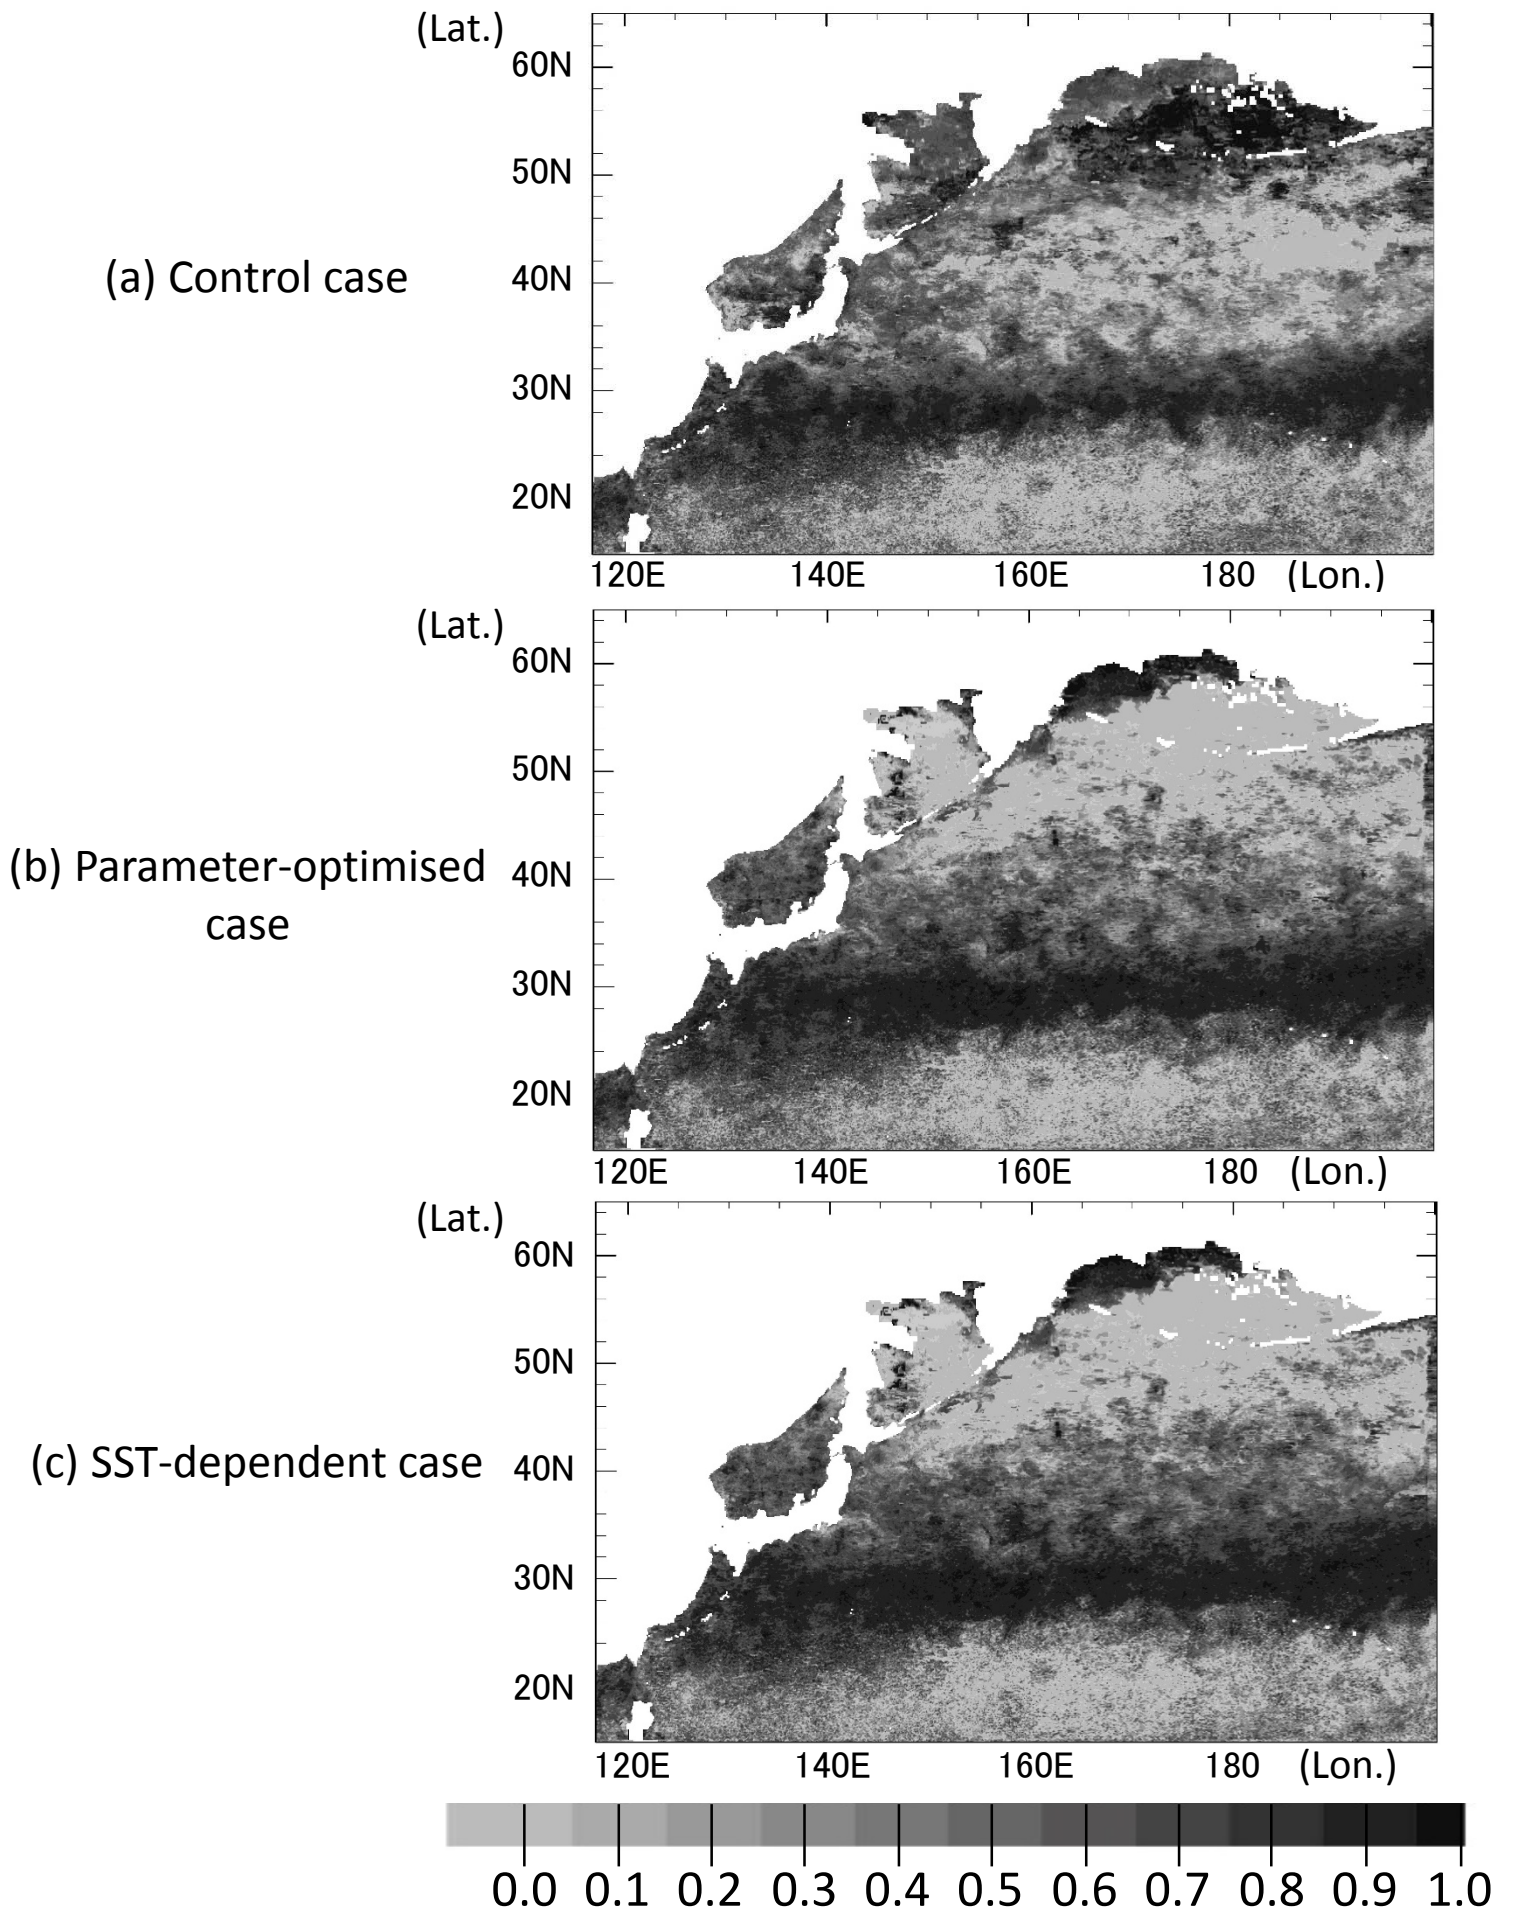 (Lat.)
60N
50N
(a) Control case
40N
30N
20N
120E 140E 160E 180 (Lon.)
(Lat.)
60N
50N
(b) Parameter-optimised
case
40N
30N
20N
120E 140E 160E 180 (Lon.)
(Lat.)
60N
50N
(c) SST-dependent case
40N
30N
20N
120E 140E 160E 180 (Lon.)
0.0 0.1 0.2 0.3 0.4 0.5 0.6 0.7 0.8 0.9 1.0